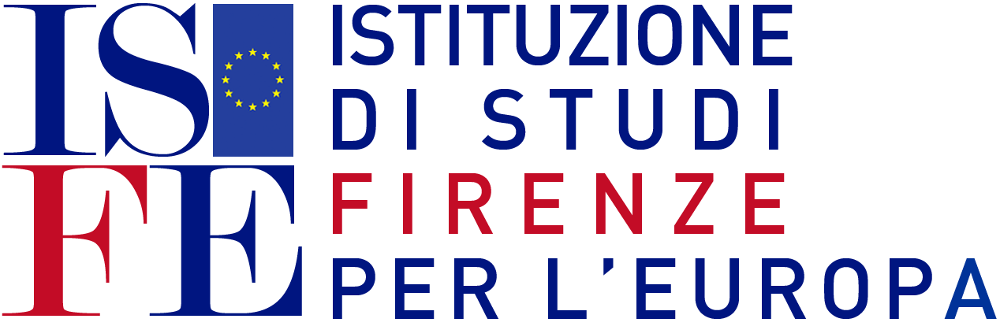 IS
FE
ISTITUZIONE
DI STUDI
FIRENZE
PER L'EUROPA